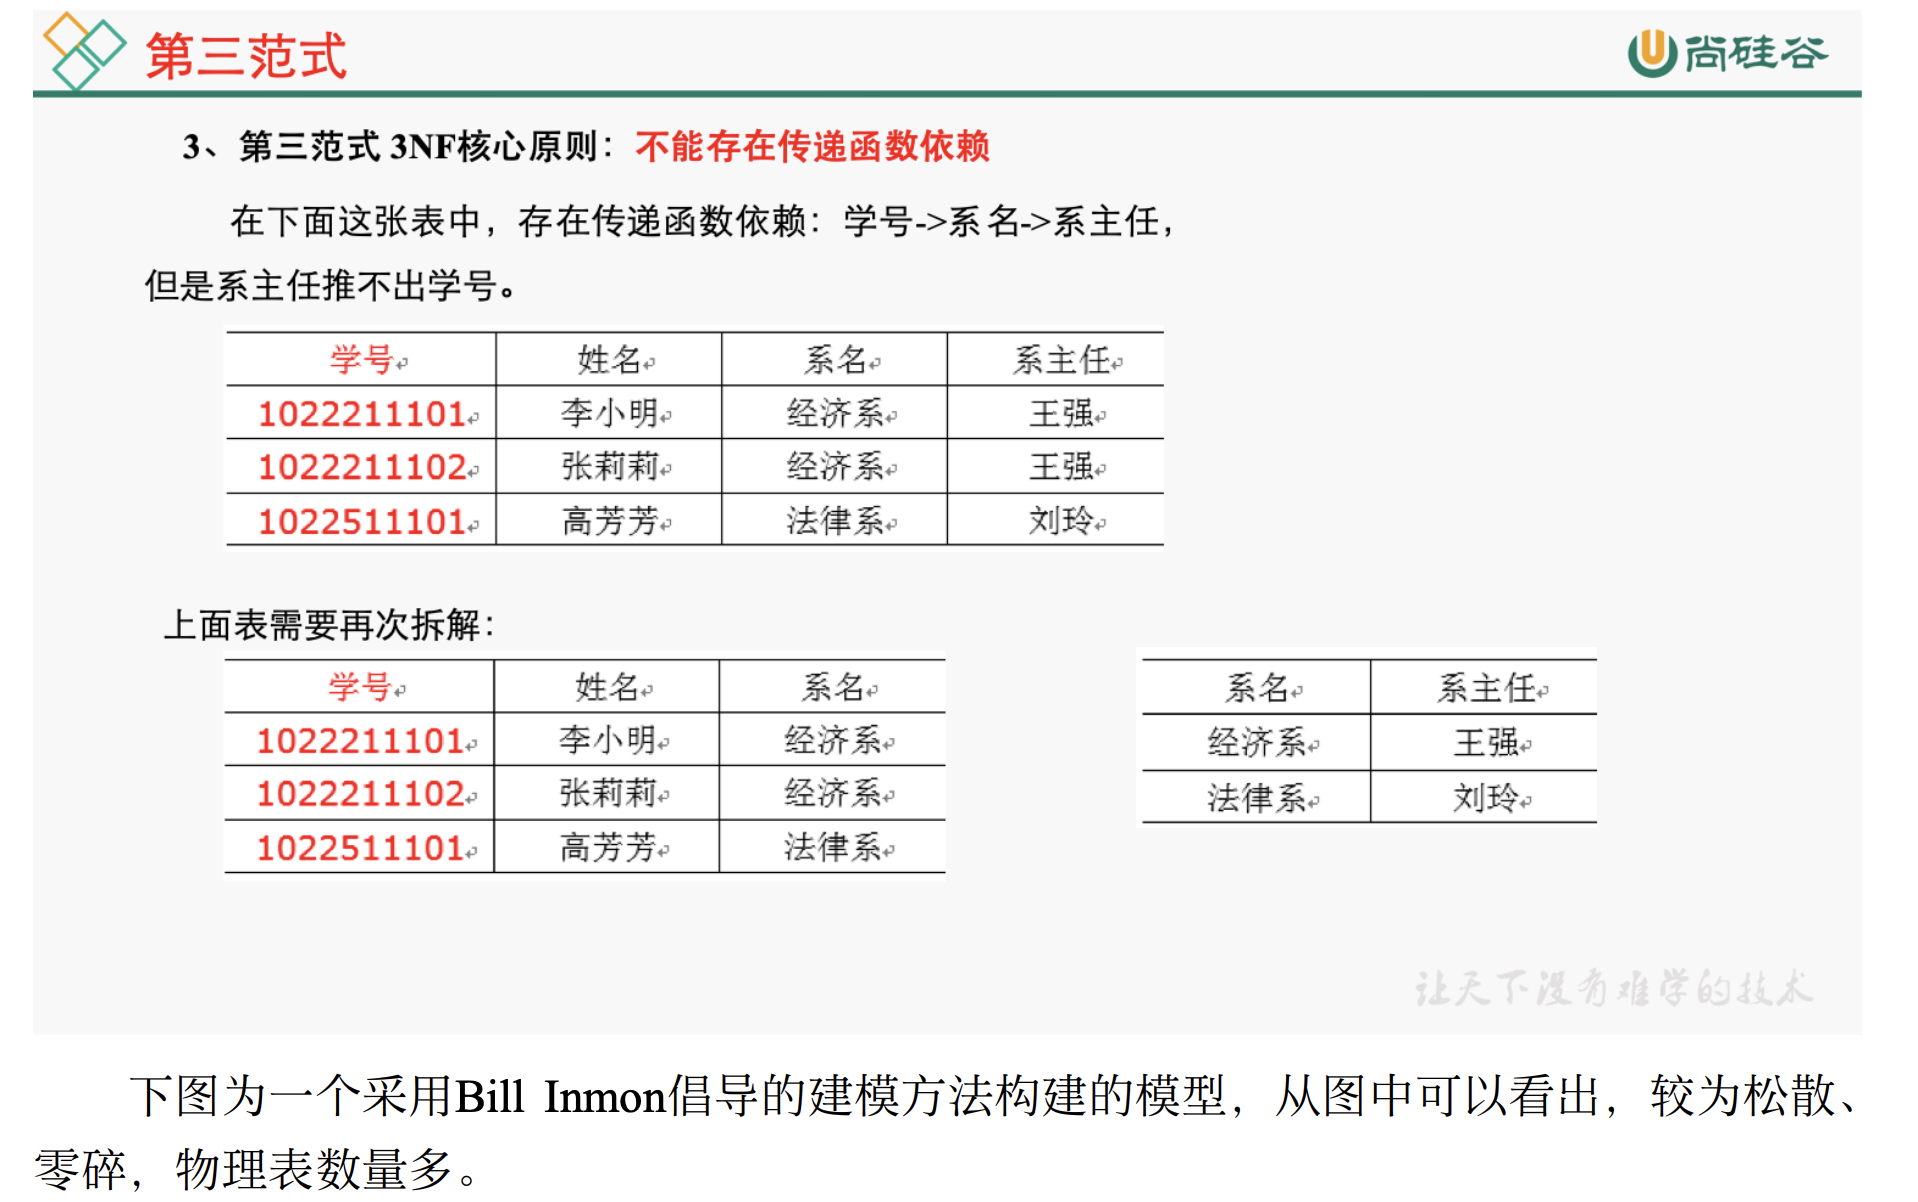 第三范式
尚硅谷
3、第三范式 3NF核心原则：不能存在传递函数依赖
在下面这张表中，存在传递函数依赖：学号->系名->系主任，
但是系主任推不出学号。
学号 姓名 系名 系主任
1022211101 李小明 经济系 王强
1022211102 张莉莉 经济系 王强
1022511101 高芳芳 法律系 刘玲
上面表需要再次拆解：
学号 姓名 系名
1022211101 李小明 经济系
1022211102 张莉莉 经济系
1022511101 高芳芳 法律系
系名 系主任
经济系 王强
法律系 刘玲
让天下没有难学的技术
下图为一个采用Bill Inmon倡导的建模方法构建的模型，从图中可以看出，较为松散、
零碎，物理表数量多。